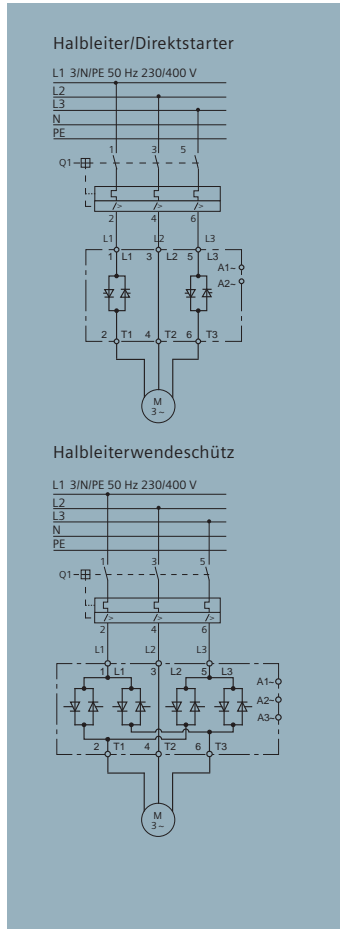 Halbleiter/Direktstarter
L1 3/N/PE 50 Hz 230/400 V
L2
L3
N
PE
1 3 5
Q1
/> /> />
2 4 6
L1 L2 L3
1 L1 3 L2 5 L3
A1~
A2~
2 T1 4 T2 6 T3
M
3 ~
Halbleiterwendeschütz
L1 3/N/PE 50 Hz 230/400 V
L2
L3
N
PE
1 3 5
Q1
/> /> />
2 4 6
L1 L2 L3
1 L1 3 L2 5 L3
A1~
A2~
A3~
2 T1 4 T2 6 T3
M
3 ~